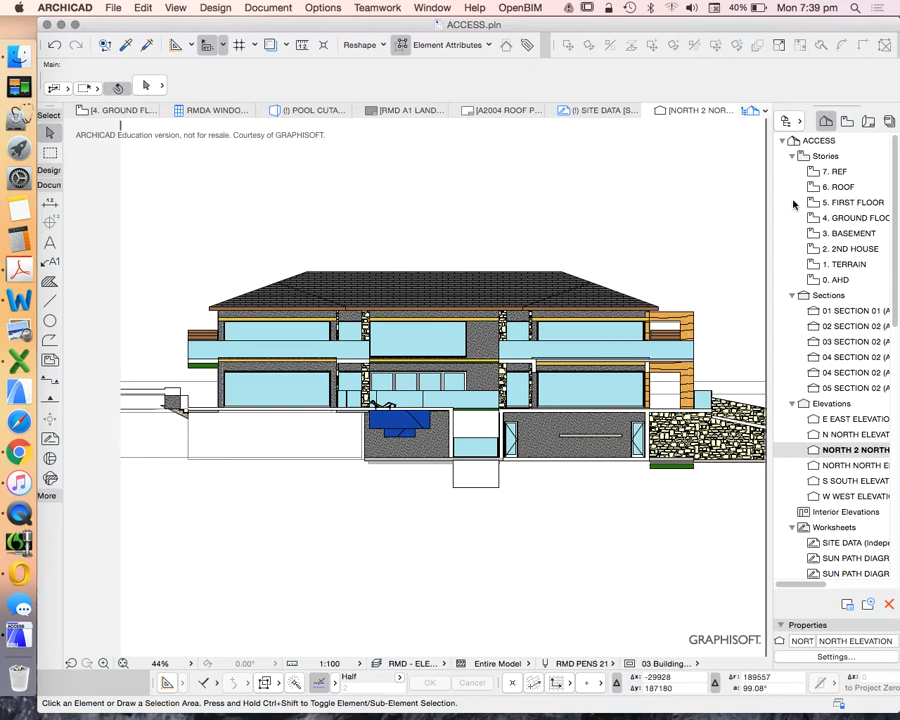 ARCHICAD File Edit View Design Document Options Teamwork Window Help OpenBIM 40% Mon 7:39 pm
ACCESS.pln
Reshape Element Attributes
Main:
[4. GROUND FL... RMDA WINDO... (!) POOL CUTA... [RMD A1 LAND... [A2004 ROOF P... (!) SITE DATA [S... [NORTH 2 NOR...
Select
ARCHICAD Education version, not for resale. Courtesy of GRAPHISOFT.
Design
Docun
More
ACCESS
Stories
7. REF
6. ROOF
5. FIRST FLOOR
4. GROUND FLOO
3. BASEMENT
2. 2ND HOUSE
1. TERRAIN
0. AHD
Sections
01 SECTION 01 (A
02 SECTION 02 (A
03 SECTION 02 (A
04 SECTION 02 (A
04 SECTION 02 (A
05 SECTION 02 (A
Elevations
E EAST ELEVATIO
N NORTH ELEVAT
NORTH 2 NORTH
NORTH NORTH E
S SOUTH ELEVAT
W WEST ELEVATI
Interior Elevations
Worksheets
SITE DATA (Indepe
SUN PATH DIAGR
SUN PATH DIAGR
Properties
NORT NORTH ELEVATION
Settings...
GRAPHISOFT.
44% 0.00° 1:100 RMD - ELE... Entire Model RMD PENS 21 03 Building...
Half OK Cancel
Δx: -29928
Δy: 187180
189557
99.08°
to Project Zero
Click an Element or Draw a Selection Area. Press and Hold Ctrl+Shift to Toggle Element/Sub-Element Selection.